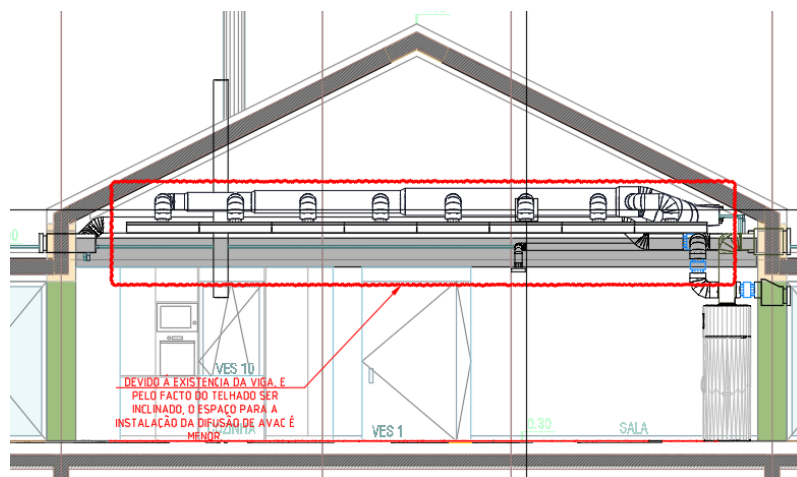 VES 10
DEVIDO À EXISTENCIA DA VIGA, E
PELO FACTO DO TELHADO SER
INCLINADO, O ESPAÇO PARA A
INSTALAÇÃO DA DIFUSÃO DE AVAC É
MENOR
COZINHA
VES 1
0.30
SALA